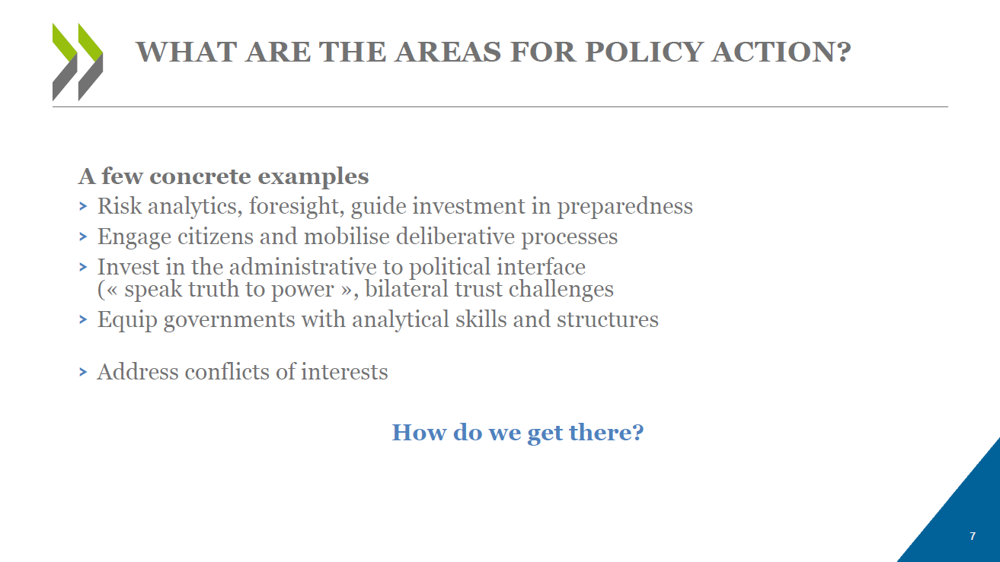 WHAT ARE THE AREAS FOR POLICY ACTION?
A few concrete examples
> Risk analytics, foresight, guide investment in preparedness
> Engage citizens and mobilise deliberative processes
> Invest in the administrative to political interface
(« speak truth to power », bilateral trust challenges
> Equip governments with analytical skills and structures
> Address conflicts of interests
How do we get there?
7